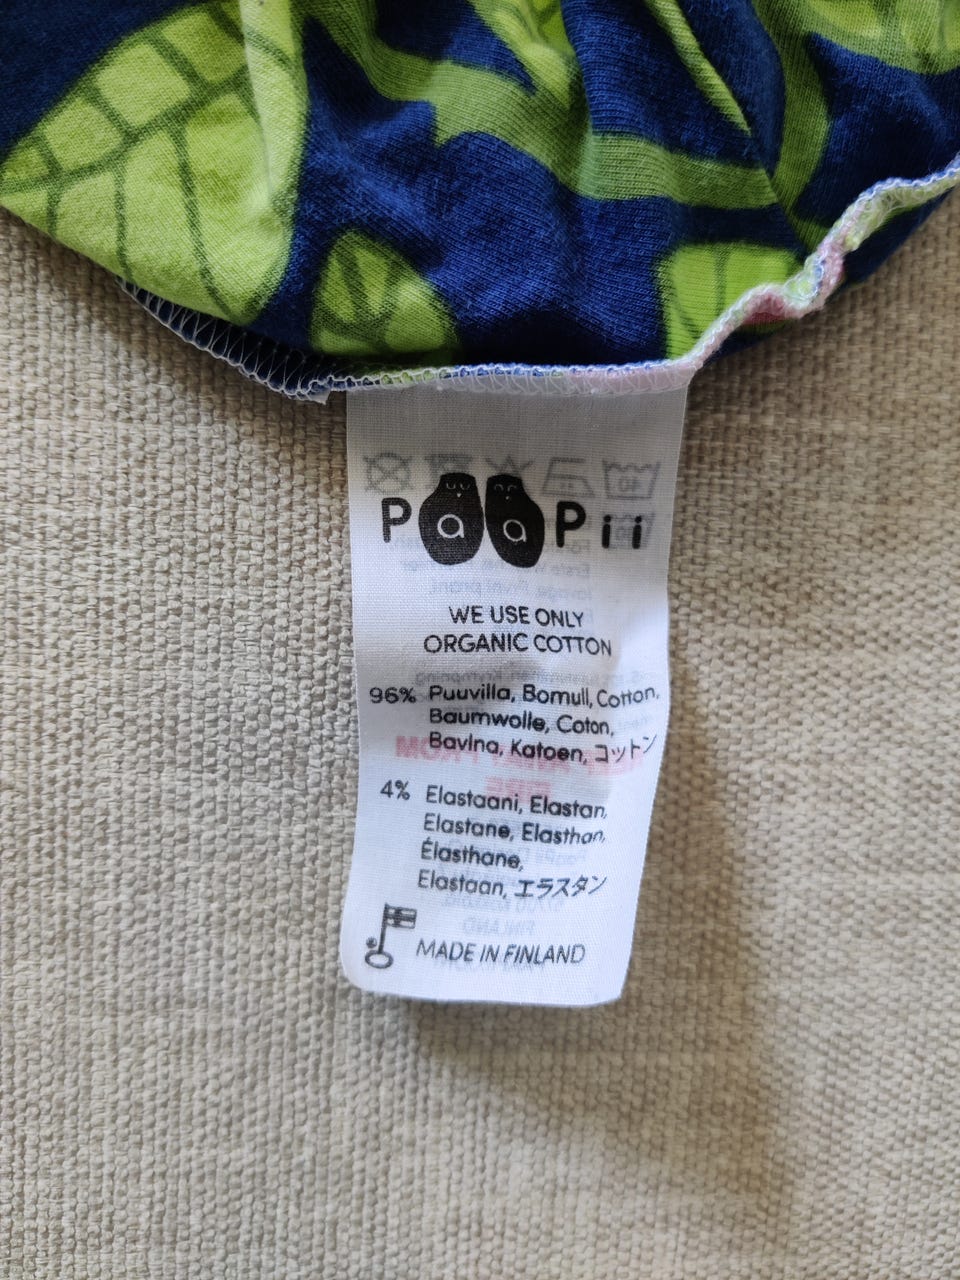 PaaPii
WE USE ONLY
ORGANIC COTTON
96% Puuvilla, Bomull, Cotton,
Baumwolle, Coton,
Bavlna, Katoen, コットン
4% Elastaani, Elastan,
Elastane, Elasthan,
Élasthane,
Elastaan, エラスタン
MADE IN FINLAND